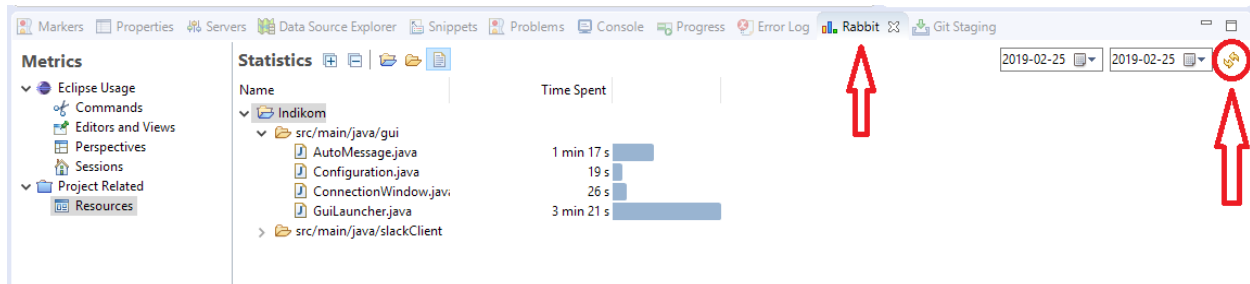 Markers Properties Servers Data Source Explorer Snippets Problems Console Progress Error Log Rabbit Git Staging
Metrics
Eclipse Usage
Commands
Editors and Views
Perspectives
Sessions
Project Related
Resources
Statistics
2019-02-25 2019-02-25
Name Time Spent
Indikom
src/main/java/gui
AutoMessage.java 1 min 17 s
Configuration.java 19 s
ConnectionWindow.java 26 s
GuiLauncher.java 3 min 21 s
src/main/java/slackClient